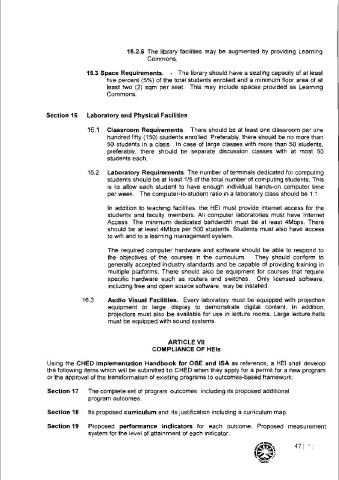 15.2.5 The library facilities may be augmented by providing Learning
Commons.
15.3 Space Requirements. - The library should have a seating capacity of at least
five percent (5%) of the total students enrolled and a minimum floor area of at
least two (2) sqm per seat. This may include spaces provided as Learning
Commons.
Section 16 Laboratory and Physical Facilities
16.1 Classroom Requirements. There should be at least one classroom per one
hundred fifty (150) students enrolled. Preferably, there should be no more than
50 students in a class. In case of large classes with more than 50 students,
preferably, there should be separate discussion classes with at most 50
students each.
16.2 Laboratory Requirements. The number of terminals dedicated for computing
students should be at least 1/5 of the total number of computing students. This
is to allow each student to have enough individual hands-on computer time
per week. The computer-to-student ratio in a laboratory class should be 1:1.
In addition to teaching facilities, the HEI must provide internet access for the
students and faculty members. All computer laboratories must have Internet
Access. The minimum dedicated bandwidth must be at least 4Mbps. There
should be at least 4Mbps per 500 students. Students must also have access
to wifi and to a learning management system.
The required computer hardware and software should be able to respond to
the objectives of the courses in the curriculum. They should conform to
generally accepted industry standards and be capable of providing training in
multiple platforms. There should also be equipment for courses that require
specific hardware such as routers and switches. Only licensed software,
including free and open source software, may be installed.
16.3 Audio Visual Facilities. Every laboratory must be equipped with projection
equipment or large display to demonstrate digital content. In addition,
projectors must also be available for use in lecture rooms. Large lecture halls
must be equipped with sound systems.
ARTICLE VII
COMPLIANCE OF HEIs
Using the CHED Implementation Handbook for OBE and ISA as reference, a HEI shall develop
the following items which will be submitted to CHED when they apply for a permit for a new program
or the approval of the transformation of existing programs to outcomes-based framework:
Section 17 The complete set of program outcomes, including its proposed additional
program outcomes.
Section 18 Its proposed curriculum and its justification including a curriculum map.
Section 19 Proposed performance indicators for each outcome. Proposed measurement
system for the level of attainment of each indicator.
47 |